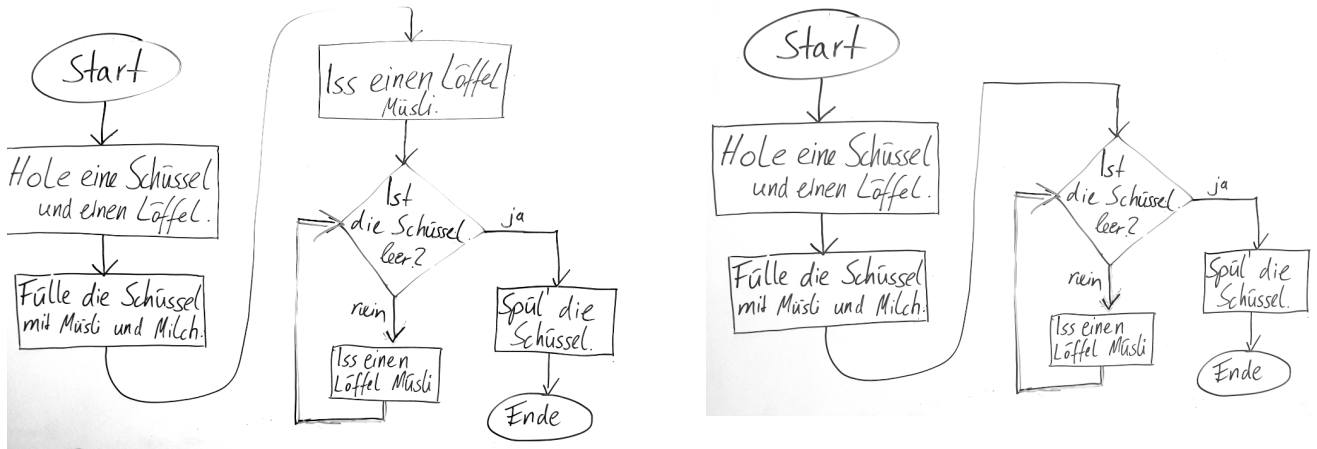 Start
Hole eine Schüssel
und einen Löffel.
Fülle die Schüssel
mit Müsli und Milch.
Iss einen Löffel
Müsli.
Ist
die Schüssel
leer?
ja
nein
Iss einen
Löffel Müsli
Spül' die
Schüssel.
Ende
Start
Hole eine Schüssel
und einen Löffel.
Fülle die Schüssel
mit Müsli und Milch.
Ist
die Schüssel
leer?
ja
nein
Iss einen
Löffel Müsli
Spül' die
Schüssel.
Ende